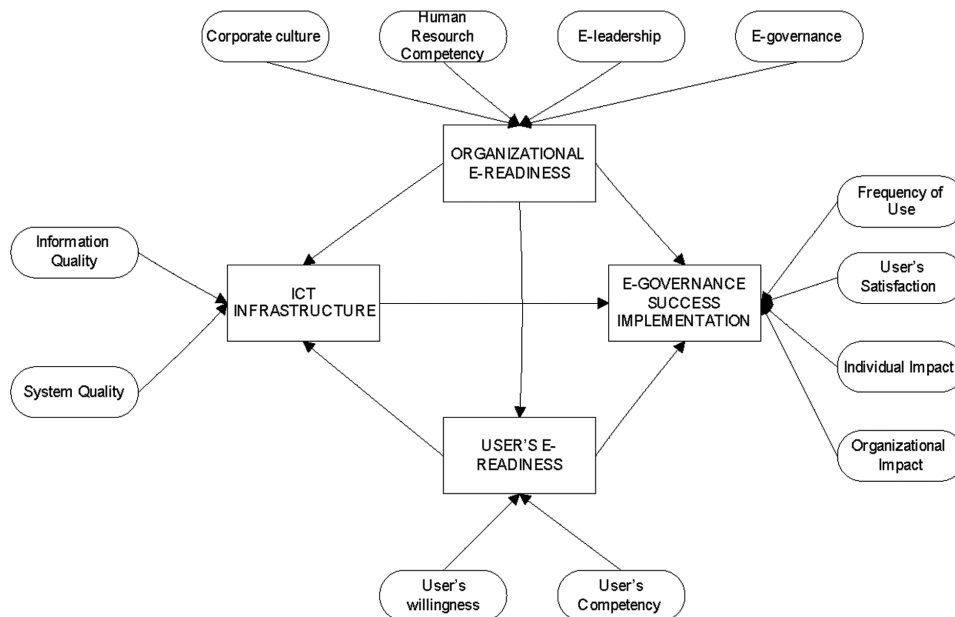 Corporate culture
Human
Resourch
Competency
E-leadership
E-governance
ORGANIZATIONAL
E-READINESS
Frequency of
Use
Information
Quality
ICT
INFRASTRUCTURE
E-GOVERNANCE
SUCCESS
IMPLEMENTATION
User's
Satisfaction
System Quality
Individual Impact
USER'S E-
READINESS
Organizational
Impact
User's
willingness
User's
Competency